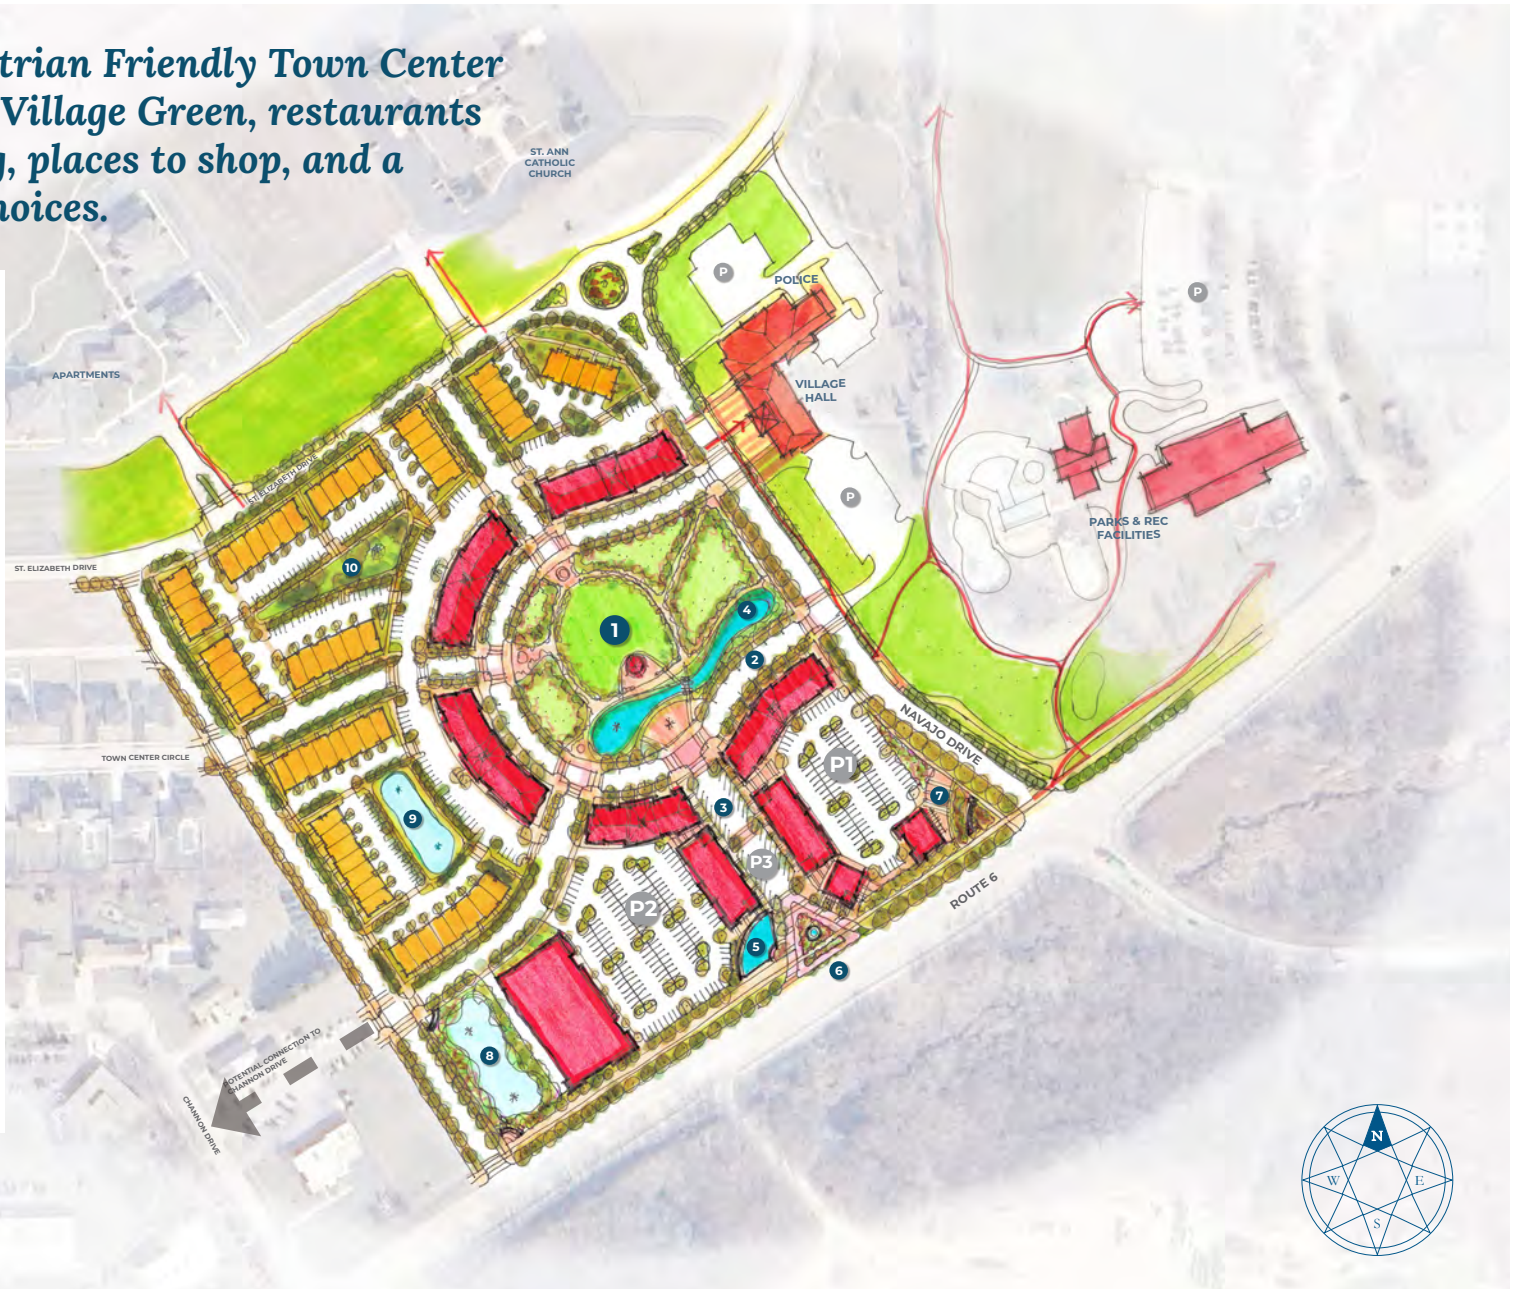 trian Friendly Town Center
Village Green, restaurants
, places to shop, and a
hoices.
ST. ANN
CATHOLIC
CHURCH
P
POLICE
P
APARTMENTS
VILLAGE
HALL
ST. ELIZABETH DRIVE
P
PARKS & REC
FACILITIES
ST. ELIZABETH DRIVE
10
1
4
2
NAVAJO DRIVE
TOWN CENTER CIRCLE
P1
7
3
9
P3
ROUTE 6
P2
5
6
8
POTENTIAL CONNECTION TO
CHANNON DRIVE
CHANNON DRIVE
N
W
E
S